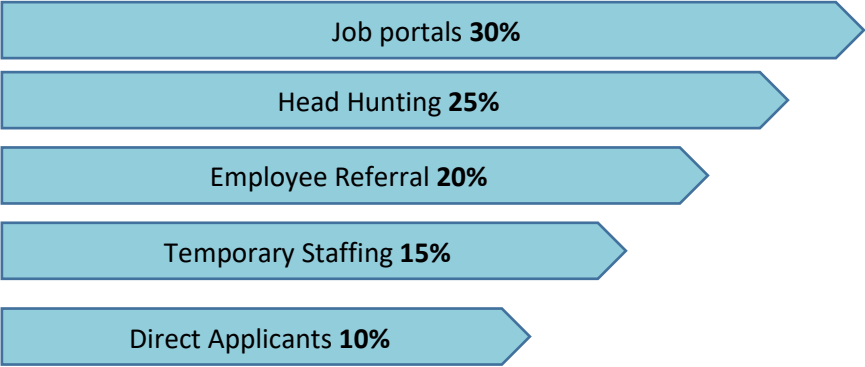 Job portals 30%
Head Hunting 25%
Employee Referral 20%
Temporary Staffing 15%
Direct Applicants 10%